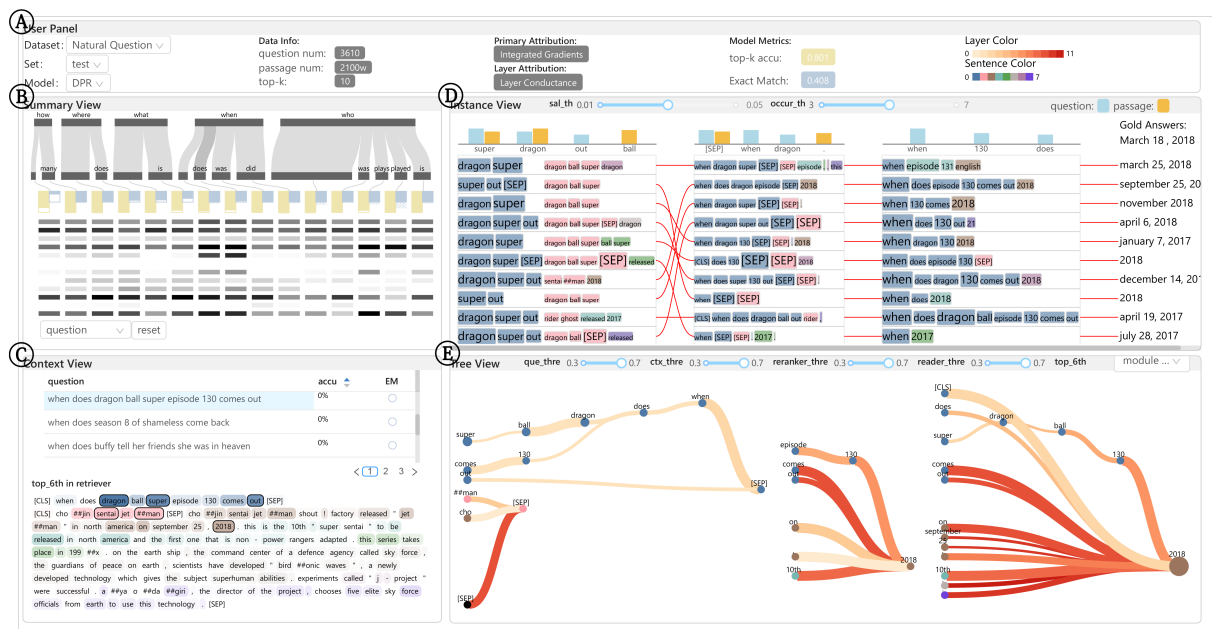 A
User Panel
Dataset: Natural Question
Set: test
Model: DPR
Data Info:
question num: 3610
passage num: 2100w
top-k: 10
Primary Attribution:
Integrated Gradients
Layer Attribution:
Layer Conductance
Model Metrics:
top-k accu: 0.801
Exact Match: 0.408
Layer Color
0 11
Sentence Color
0 7
B
Summary View
how where what when who
many does is does was did was plays played is
question reset
C
Context View
question accu EM
when does dragon ball super episode 130 comes out 0%
when does season 8 of shameless come back 0%
when does buffy tell her friends she was in heaven 0%
< 1 2 3 >
top_6th in retriever
[CLS] when does dragon ball super episode 130 comes out [SEP]
[CLS] cho ##jin sentai jet ##man [SEP] cho ##jin sentai jet ##man shout ! factory released " jet
##man " in north america on september 25 , 2018 . this is the 10th " super sentai " to be
released in north america and the first one that is non - power rangers adapted . this series takes
place in 199 ##x . on the earth ship , the command center of a defence agency called sky force ,
the guardians of peace on earth , scientists have developed " bird ##onic waves " , a newly
developed technology which gives the subject superhuman abilities . experiments called " j - project "
were successful . a ##ya o ##da ##giri , the director of the project , chooses five elite sky force
officials from earth to use this technology . [SEP]
D
Instance View sal_th 0.01 0.05 occur_th 3 7 question: passage:
super dragon out ball [SEP] when dragon . when 130 does
Gold Answers:
March 18 , 2018
dragon super dragon ball super dragon when dragon super [SEP] [SEP] episode , this when episode 131 english march 25, 2018
super out [SEP] dragon ball super when does dragon episode [SEP] 2018 when does episode 130 comes out 2018 september 25, 20
dragon super dragon ball super when dragon super [SEP] [SEP] . when 130 comes 2018 november 2018
dragon super out dragon ball super [SEP] dragon when dragon super out [SEP] [SEP] when does 130 out 21 april 6, 2018
dragon super dragon ball super ball super when dragon 130 [SEP] [SEP] . 2018 when dragon 130 2018 january 7, 2017
dragon super [SEP] dragon ball super [SEP] released [CLS] does 130 [SEP] [SEP] 2018 when does episode 130 [SEP] 2018
dragon super out sentai ##man 2018 when dragon super out [SEP] . when does dragon 130 comes out 2018 december 14, 201
super out dragon ball super when [SEP] [SEP] when does 2018 2018
dragon super out rider ghost released 2017 [CLS] when does dragon ball out rider , when does dragon ball episode 130 comes out april 19, 2017
dragon super out dragon ball [SEP] released when [SEP] [SEP] . 2017 . when 2017 july 28, 2017
E
Tree View que_thre 0.3 0.7 ctx_thre 0.3 0.7 reranker_thre 0.3 0.7 reader_thre 0.3 0.7 top_6th module ...
super ball dragon does when
comes 130
out
##man
cho [SEP]
[SEP]
[SEP]
episode 130
comes
out
on
10th
2018
[CLS]
does dragon
super ball
comes 130
out
on
september
25
10th
2018